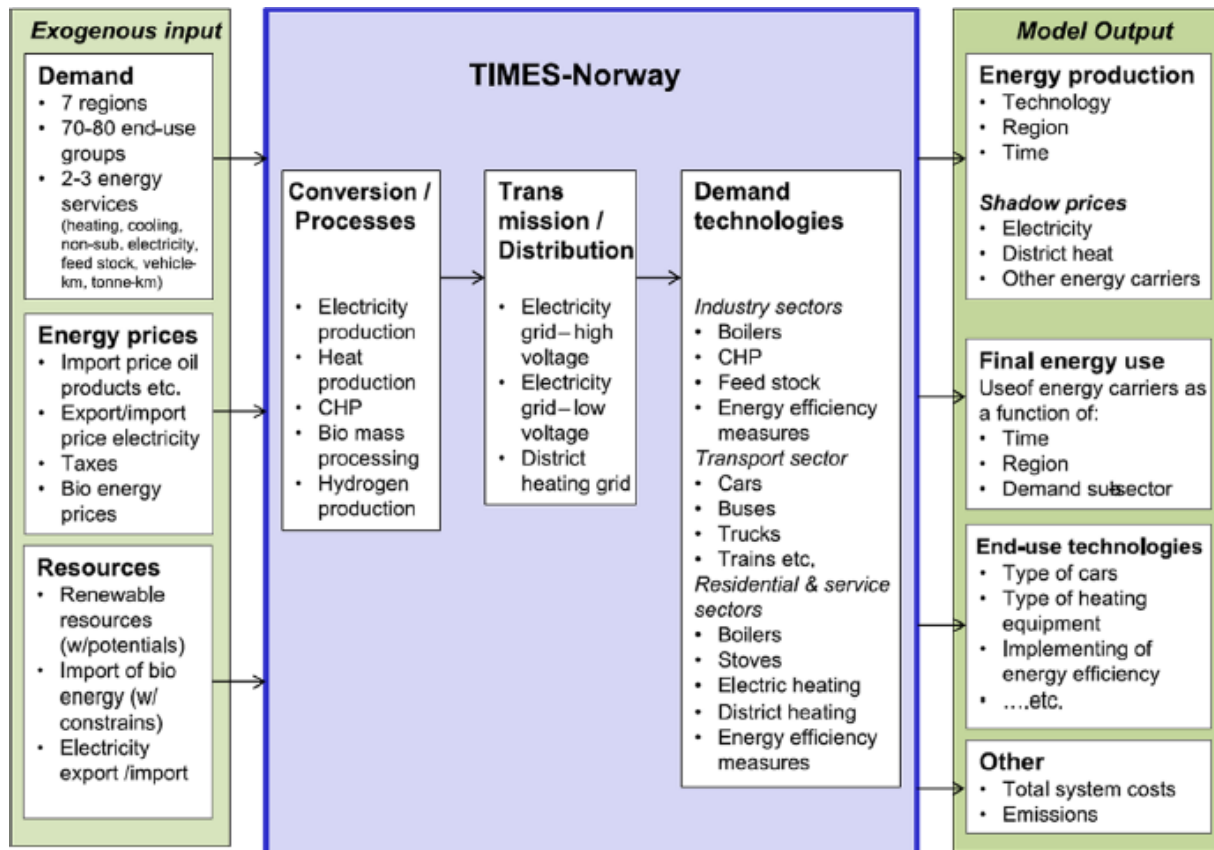 Exogenous input
Demand
• 7 regions
• 70-80 end-use
groups
• 2-3 energy
services
(heating, cooling,
non-sub. electricity,
feed stock, vehicle-
km, tonne-km)
Energy prices
• Import price oil
products etc.
• Export/import
price electricity
• Taxes
• Bio energy
prices
Resources
• Renewable
resources
(w/potentials)
• Import of bio
energy (w/
constrains)
• Electricity
export /import
TIMES-Norway
Conversion /
Processes
• Electricity
production
• Heat
production
• CHP
• Bio mass
processing
• Hydrogen
production
Trans
mission /
Distribution
• Electricity
grid–high
voltage
• Electricity
grid–low
voltage
• District
heating grid
Demand
technologies
Industry sectors
• Boilers
• CHP
• Feed stock
• Energy efficiency
measures
Transport sector
• Cars
• Buses
• Trucks
• Trains etc,
Residential & service
sectors
• Boilers
• Stoves
• Electric heating
• District heating
• Energy efficiency
measures
Model Output
Energy production
• Technology
• Region
• Time
Shadow prices
• Electricity
• District heat
• Other energy carriers
Final energy use
Useof energy carriers as
a function of:
• Time
• Region
• Demand sub-sector
End-use technologies
• Type of cars
• Type of heating
equipment
• Implementing of
energy efficiency
• ….etc.
Other
• Total system costs
• Emissions